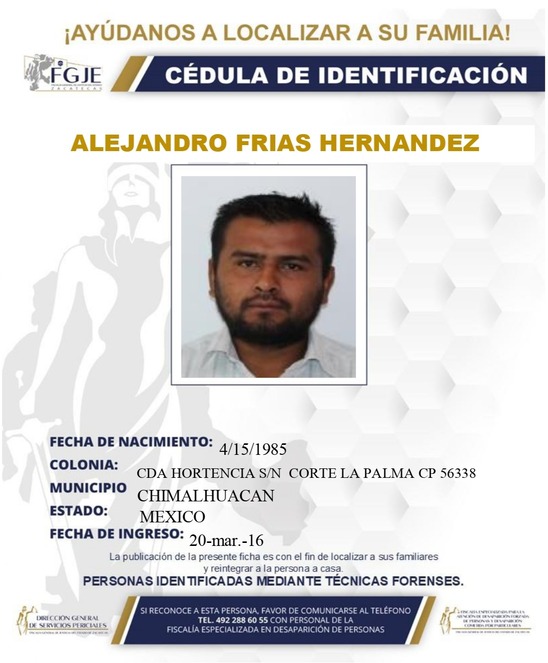 ¡AYÚDANOS A LOCALIZAR A SU FAMILIA!
FGJE
ZACATECAS
CÉDULA DE IDENTIFICACIÓN
ALEJANDRO FRIAS HERNANDEZ
FECHA DE NACIMIENTO: 4/15/1985
COLONIA: CDA HORTENCIA S/N CORTE LA PALMA CP 56338
MUNICIPIO CHIMALHUACAN
ESTADO: MEXICO
FECHA DE INGRESO: 20-mar.-16
La publicación de la presente ficha es con el fin de localizar a sus familiares
y reintegrar a la persona a casa.
PERSONAS IDENTIFICADAS MEDIANTE TÉCNICAS FORENSES.
DIRECCIÓN GENERAL
DE SERVICIOS PERICIALES
SI RECONOCE A ESTA PERSONA, FAVOR DE COMUNICARSE AL TELÉFONO
TEL. 492 288 60 55 CON PERSONAL DE LA
FISCALÍA ESPECIALIZADA EN DESAPARICIÓN DE PERSONAS